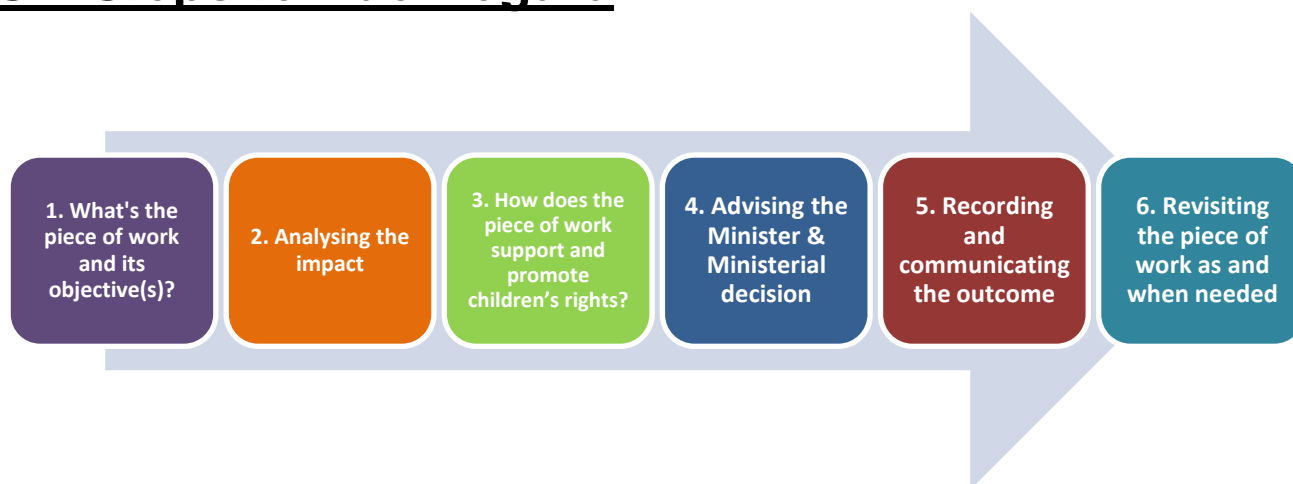 1. What's the
piece of work
and its
objective(s)?
2. Analysing the
impact
3. How does the
piece of work
support and
promote
children's rights?
4. Advising the
Minister &
Ministerial
decision
5. Recording
and
communicating
the outcome
6. Revisiting
the piece of
work as and
when needed